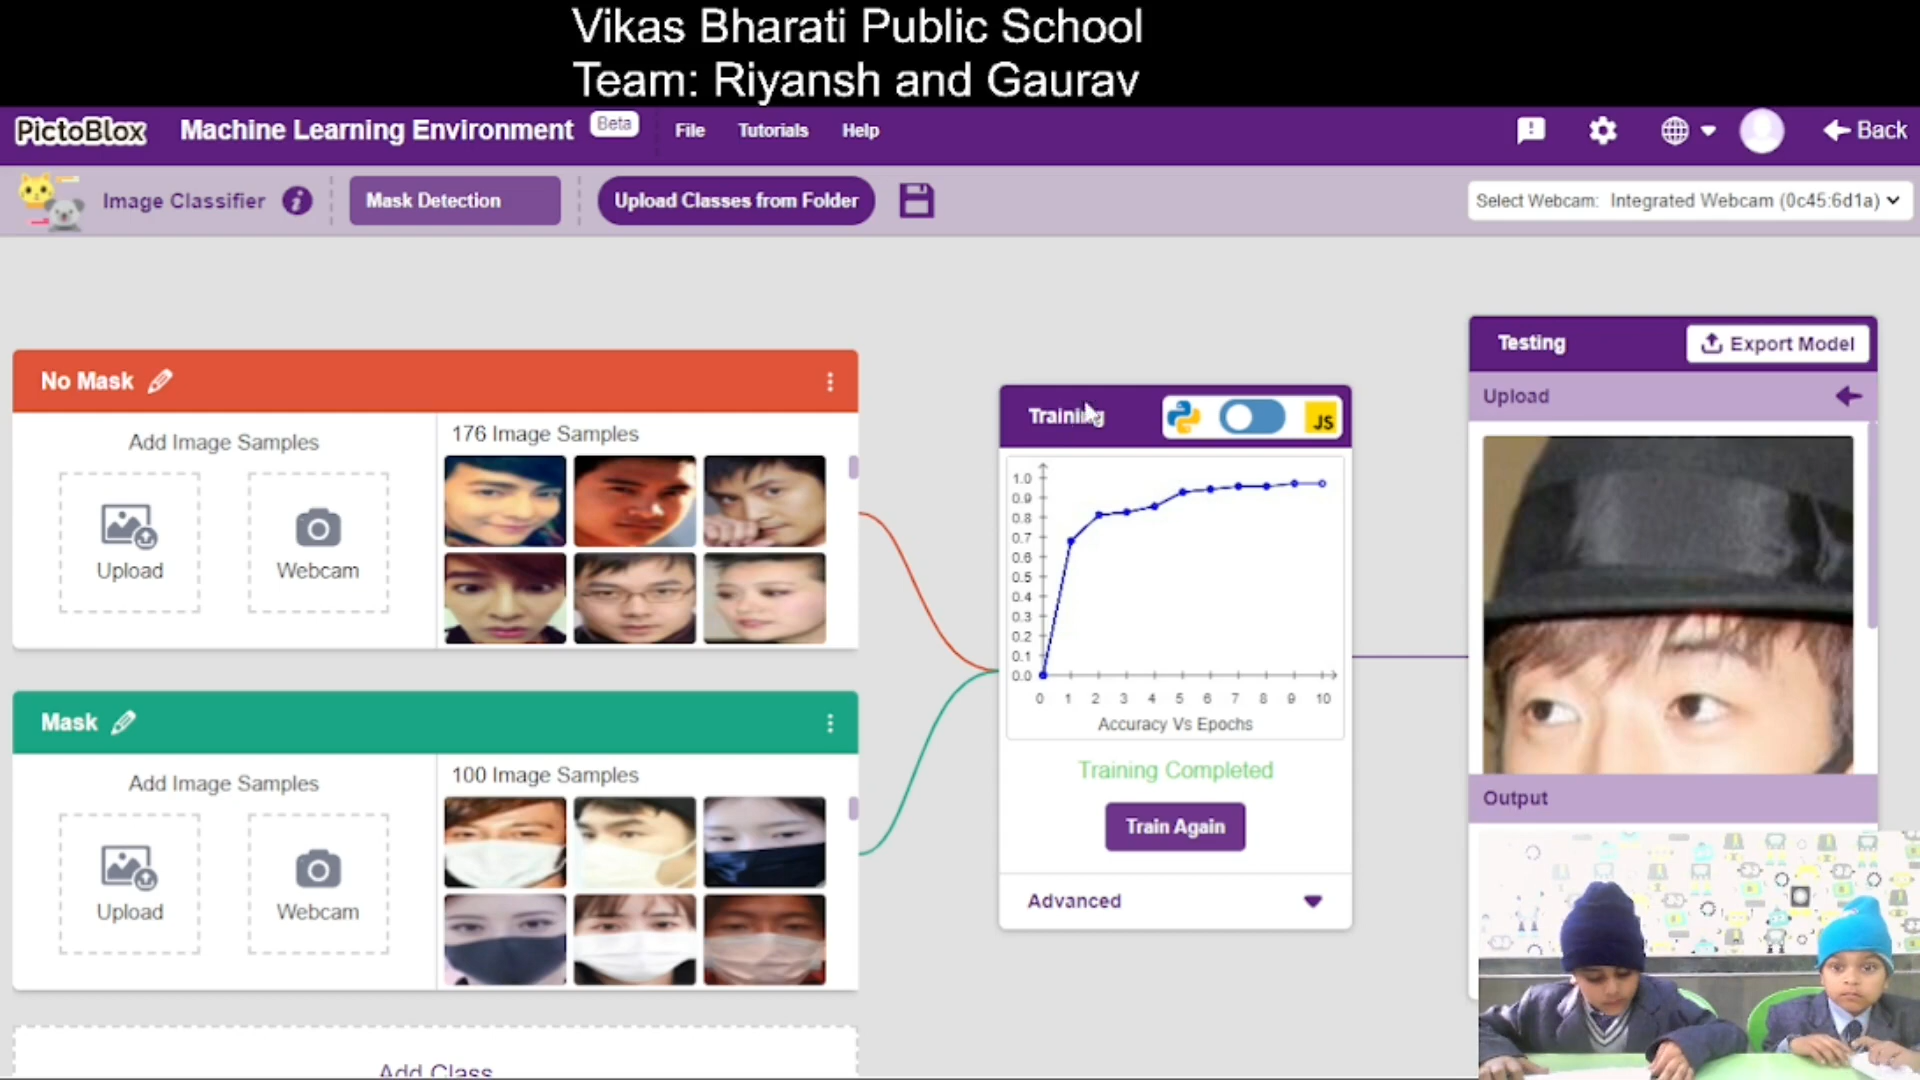 Vikas Bharati Public School
Team: Riyansh and Gaurav
PictoBlox Machine Learning Environment Beta File Tutorials Help Back
Image Classifier i Mask Detection Upload Classes from Folder Select Webcam: Integrated Webcam (0c45:6d1a)
Testing Export Model
Upload
No Mask
Add Image Samples
176 Image Samples
Upload Webcam
Training JS
1.0
0.9
0.8
0.7
0.6
0.5
0.4
0.3
0.2
0.1
0.0
0 1 2 3 4 5 6 7 8 9 10
Accuracy Vs Epochs
Training Completed
Train Again
Advanced
Mask
Add Image Samples
100 Image Samples
Upload Webcam
Output
Add Class